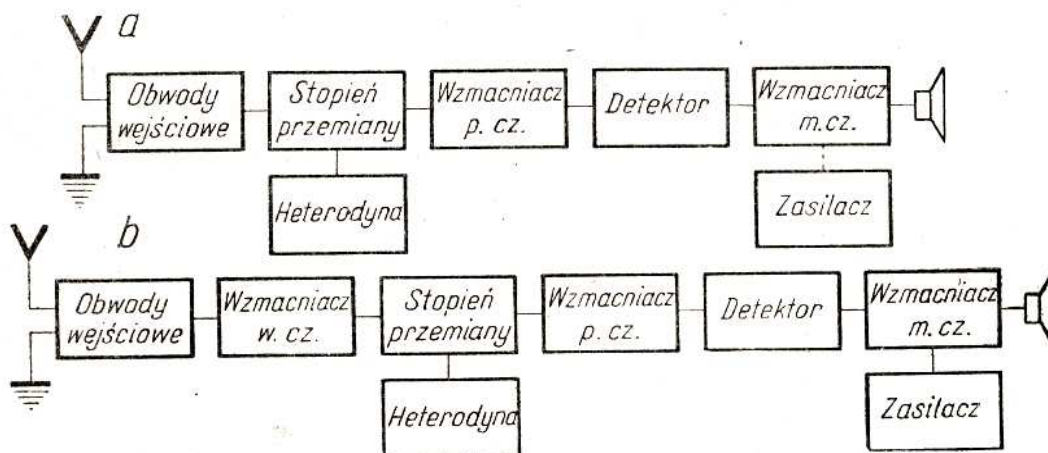 a
Obwody
wejściowe
Stopień
przemiany
Wzmacniacz
p. cz.
Detektor
Wzmacniacz
m.cz.
Heterodyna
Zasilacz
b
Obwody
wejściowe
Wzmacniacz
w. cz.
Stopień
przemiany
Wzmacniacz
p. cz.
Detektor
Wzmacniacz
m. cz.
Heterodyna
Zasilacz